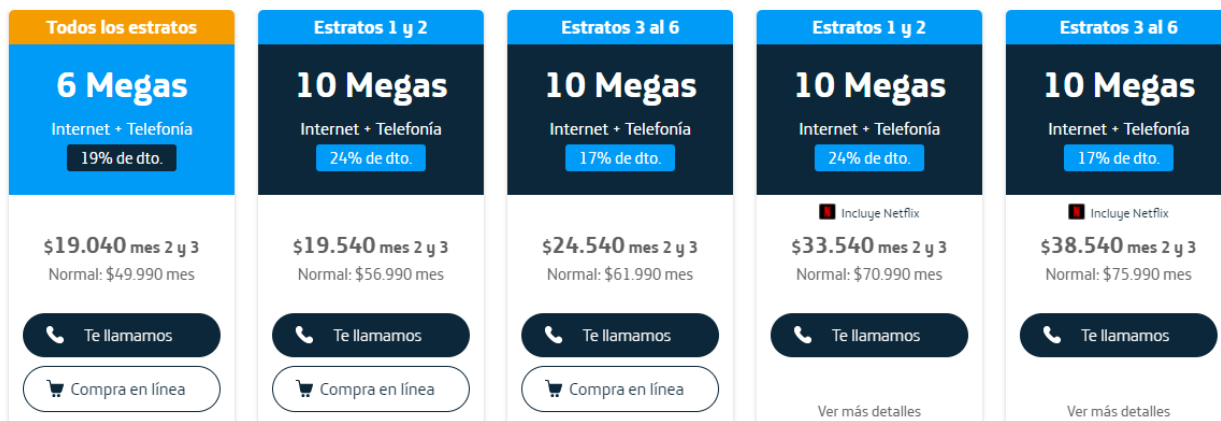 Todos los estratos
6 Megas
Internet + Telefonía
19% de dto.
$19.040 mes 2 y 3
Normal: $49.990 mes
Te llamamos
Compra en línea
Estratos 1 y 2
10 Megas
Internet + Telefonía
24% de dto.
$19.540 mes 2 y 3
Normal: $56.990 mes
Te llamamos
Compra en línea
Estratos 3 al 6
10 Megas
Internet + Telefonía
17% de dto.
$24.540 mes 2 y 3
Normal: $61.990 mes
Te llamamos
Compra en línea
Estratos 1 y 2
10 Megas
Internet + Telefonía
24% de dto.
N Incluye Netflix
$33.540 mes 2 y 3
Normal: $70.990 mes
Te llamamos
Ver más detalles
Estratos 3 al 6
10 Megas
Internet + Telefonía
17% de dto.
N Incluye Netflix
$38.540 mes 2 y 3
Normal: $75.990 mes
Te llamamos
Ver más detalles